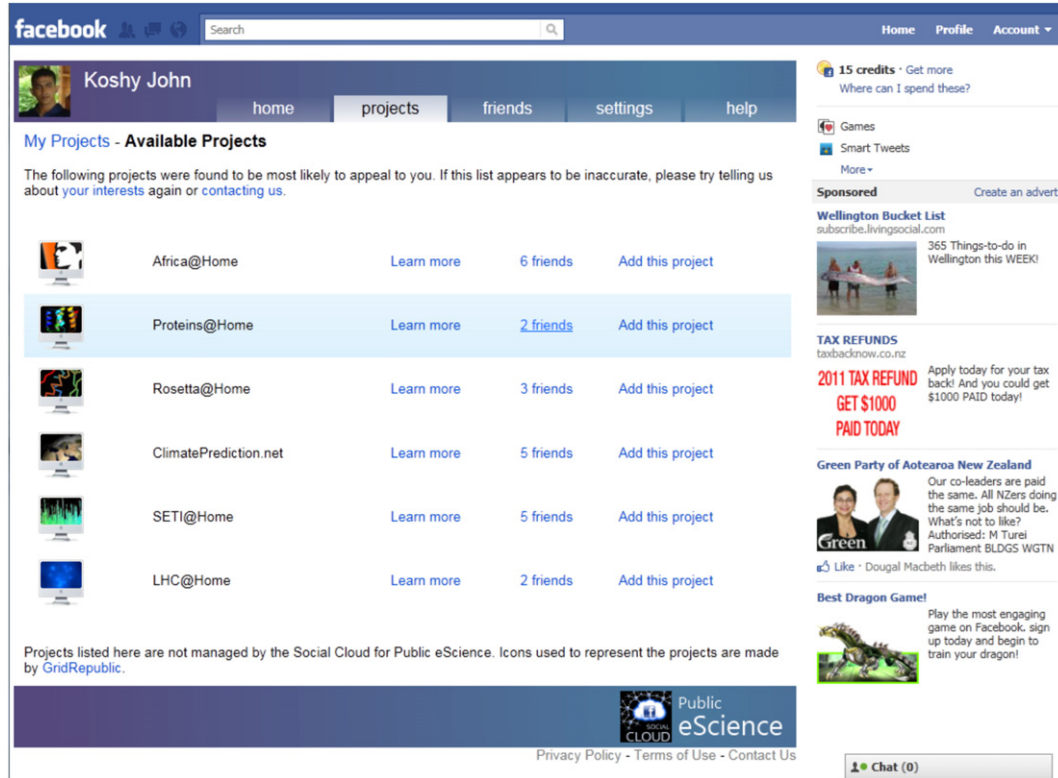 facebook
Search
Home Profile Account
Koshy John
home projects friends settings help
My Projects - Available Projects
The following projects were found to be most likely to appeal to you. If this list appears to be inaccurate, please try telling us
about your interests again or contacting us.
Africa@Home Learn more 6 friends Add this project
Proteins@Home Learn more 2 friends Add this project
Rosetta@Home Learn more 3 friends Add this project
ClimatePrediction.net Learn more 5 friends Add this project
SETI@Home Learn more 5 friends Add this project
LHC@Home Learn more 2 friends Add this project
Projects listed here are not managed by the Social Cloud for Public eScience. Icons used to represent the projects are made
by GridRepublic.
SOCIAL
CLOUD
Public
eScience
Privacy Policy - Terms of Use - Contact Us
15 credits · Get more
Where can I spend these?
Games
Smart Tweets
More
Sponsored Create an advert
Wellington Bucket List
subscribe.livingsocial.com
365 Things-to-do in
Wellington this WEEK!
TAX REFUNDS
taxbacknow.co.nz
2011 TAX REFUND
GET $1000
PAID TODAY
Apply today for your tax
back! And you could get
$1000 PAID today!
Green Party of Aotearoa New Zealand
Green
Our co-leaders are paid
the same. All NZers doing
the same job should be.
What's not to like?
Authorised: M Turei
Parliament BLDGS WGTN
Like · Dougal Macbeth likes this.
Best Dragon Game!
Play the most engaging
game on Facebook. sign
up today and begin to
train your dragon!
Chat (0)